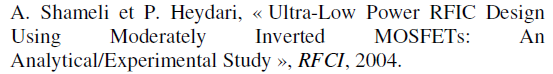 A. Shameli et P. Heydari, « Ultra-Low Power RFIC Design
Using Moderately Inverted MOSFETs: An
Analytical/Experimental Study », RFCI, 2004.